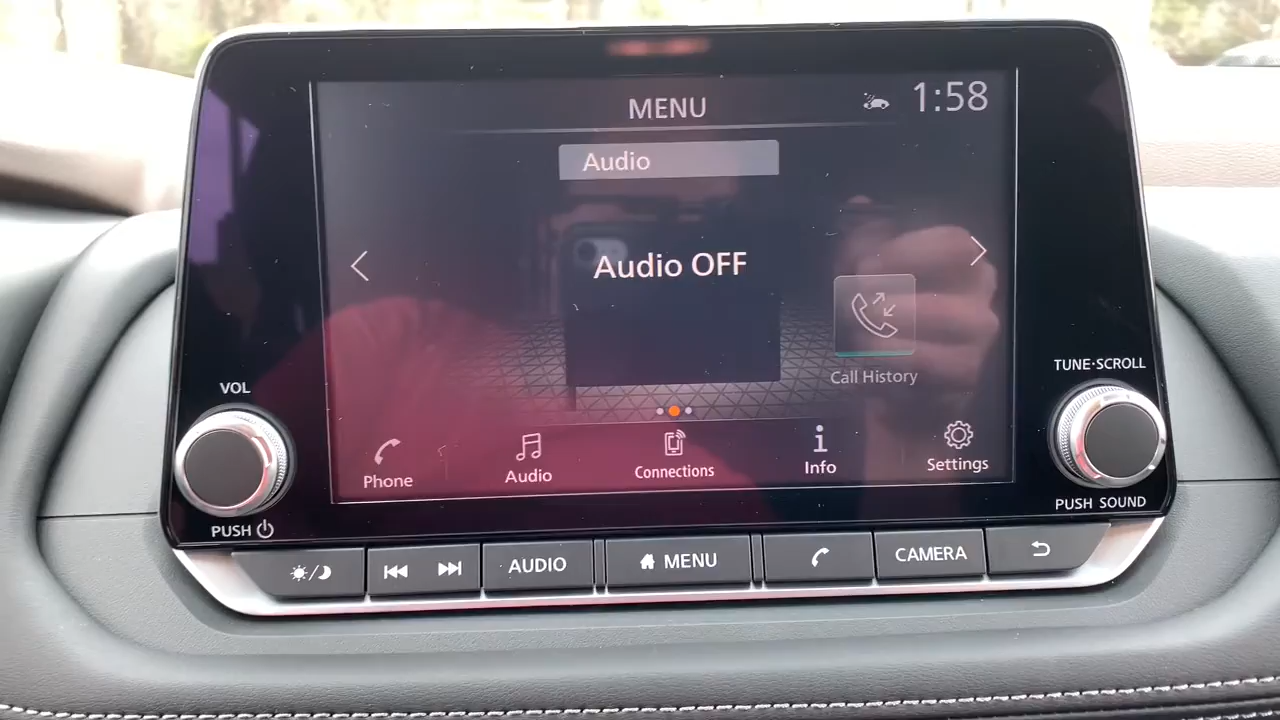 MENU
1:58
Audio
Audio OFF
Call History
VOL
TUNE·SCROLL
Phone
Audio
Connections
Info
Settings
PUSH
PUSH SOUND
AUDIO
MENU
CAMERA